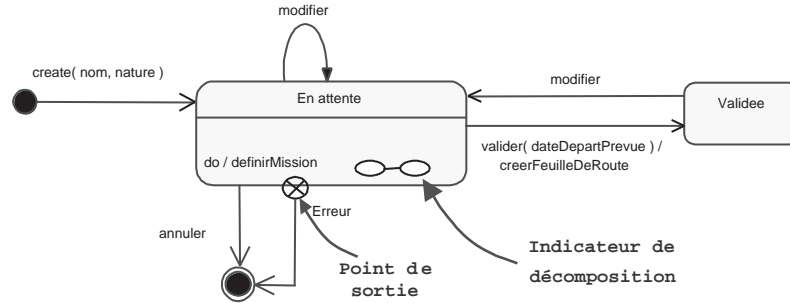 modifier
create( nom, nature )
En attente
modifier
Validee
do / definirMission
valider( dateDepartPrevue ) /
creerFeuilleDeRoute
annuler
Erreur
Point de
sortie
Indicateur de
décomposition